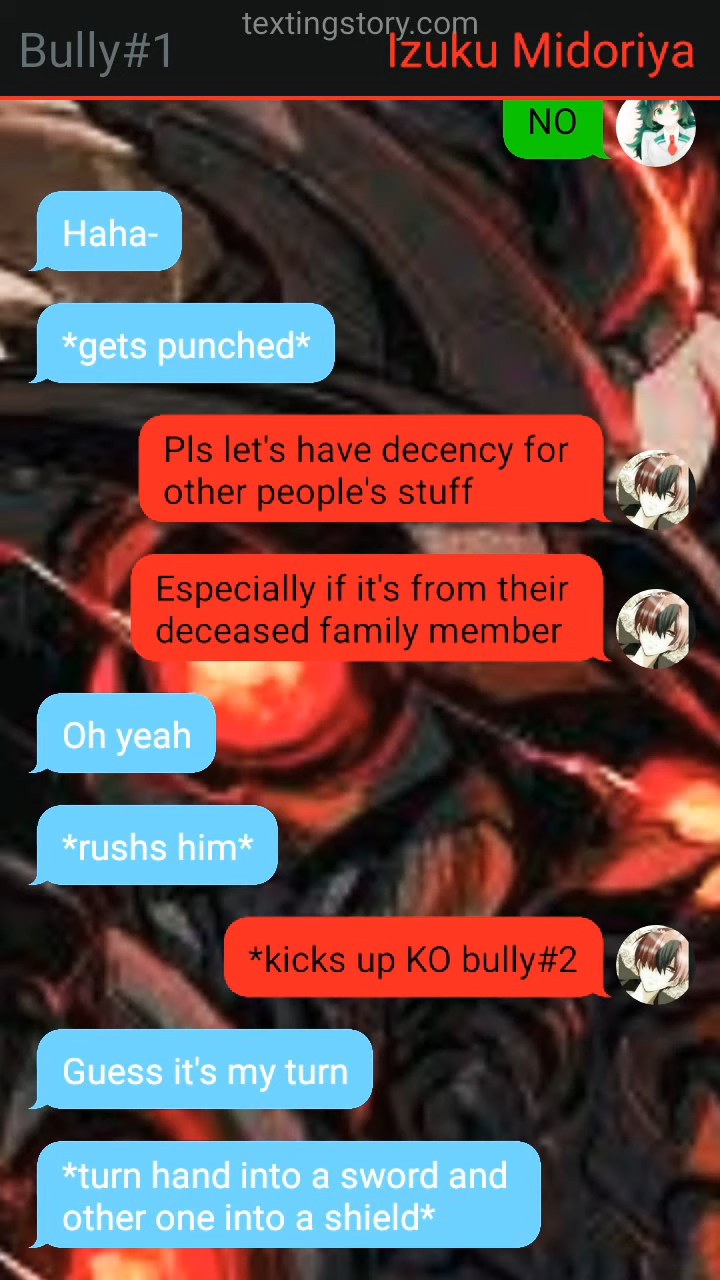 textingstory.com
Bully#1
Izuku Midoriya
NO
Haha-
*gets punched*
Pls let's have decency for
other people's stuff
Especially if it's from their
deceased family member
Oh yeah
*rushs him*
*kicks up KO bully#2
Guess it's my turn
*turn hand into a sword and
other one into a shield*